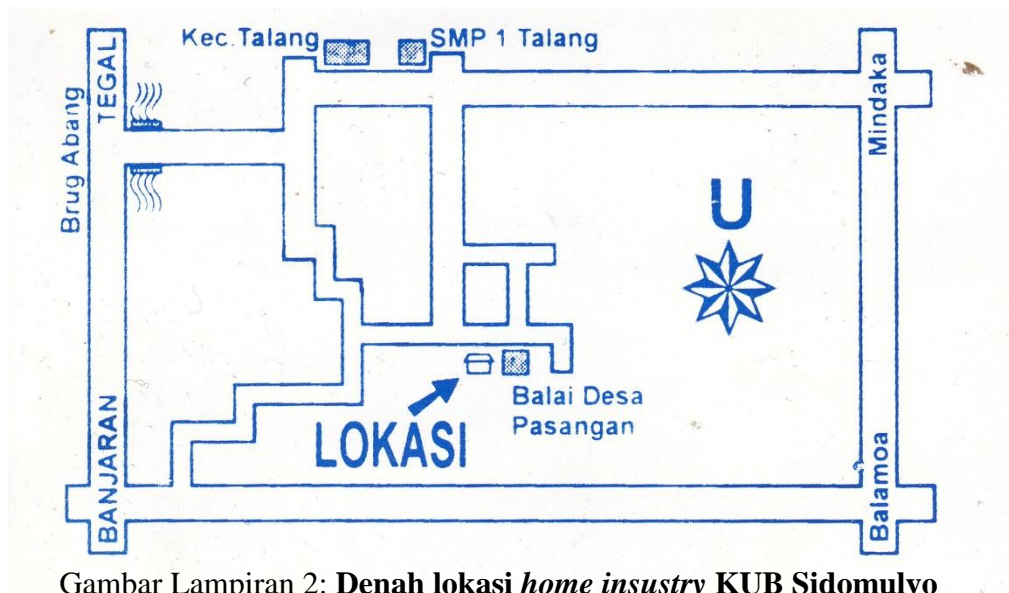 Kec.Talang
SMP 1 Talang
TEGAL
Brug Abang
Mindaka
U
Balai Desa
Pasangan
LOKASI
BANJARAN
Balamoa
Gambar Lampiran 2: Denah lokasi home insustry KUB Sidomulyo